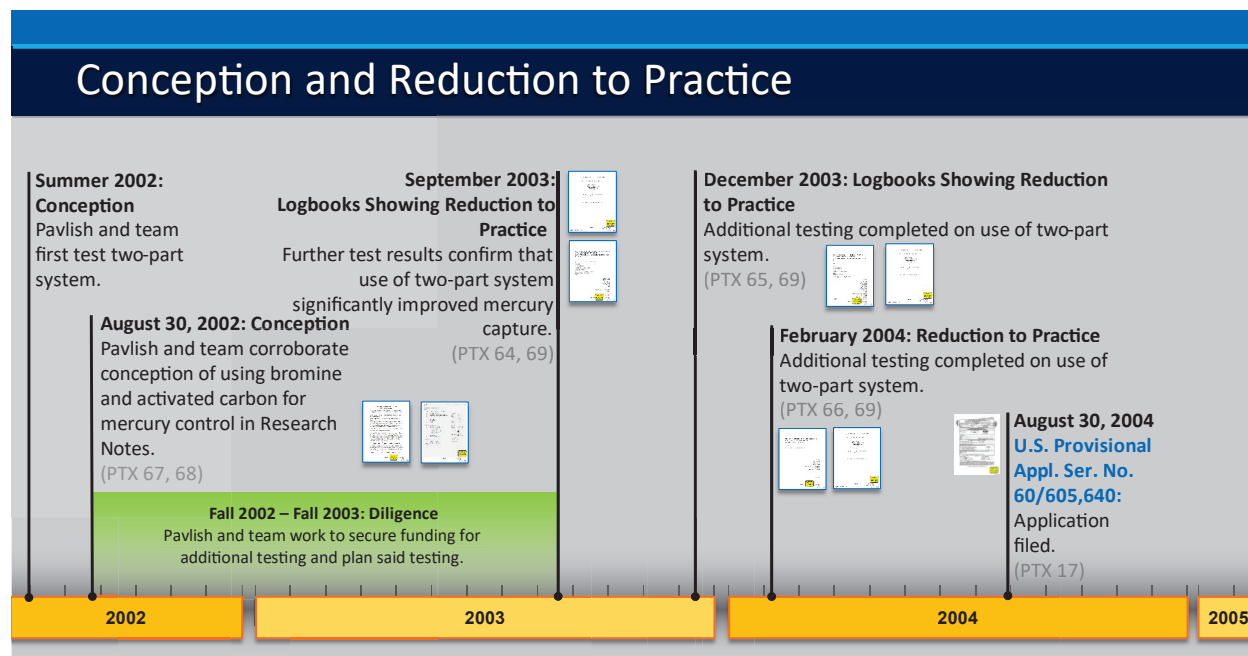 Conception and Reduction to Practice
Summer 2002:
Conception
Pavlish and team
first test two-part
system.
August 30, 2002: Conception
Pavlish and team corroborate
conception of using bromine
and activated carbon for
mercury control in Research
Notes.
(PTX 67, 68)
Fall 2002 – Fall 2003: Diligence
Pavlish and team work to secure funding for
additional testing and plan said testing.
September 2003:
Logbooks Showing Reduction to
Practice
Further test results confirm that
use of two-part system
significantly improved mercury
capture.
(PTX 64, 69)
December 2003: Logbooks Showing Reduction
to Practice
Additional testing completed on use of two-part
system.
(PTX 65, 69)
February 2004: Reduction to Practice
Additional testing completed on use of
two-part system.
(PTX 66, 69)
August 30, 2004
U.S. Provisional
Appl. Ser. No.
60/605,640:
Application
filed.
(PTX 17)
2002
2003
2004
2005